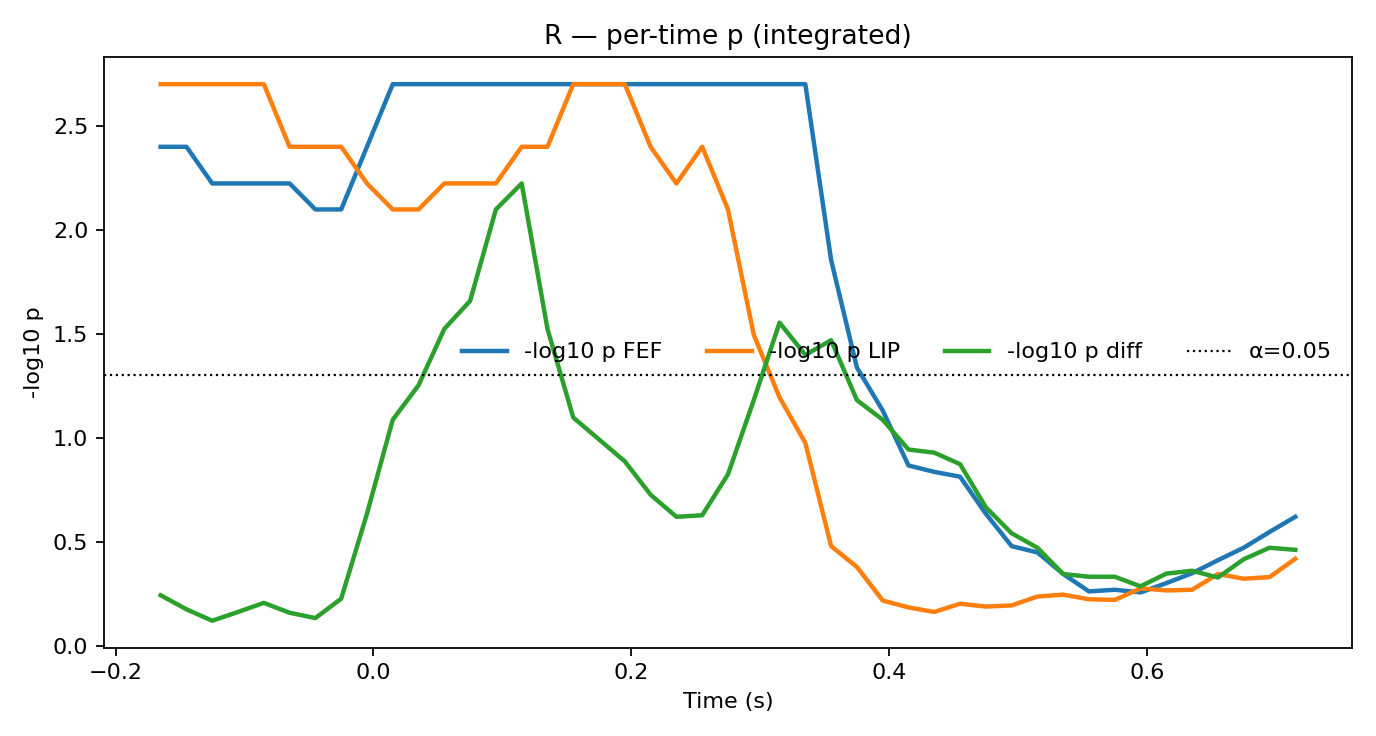 R — per-time p (integrated)
-log10 p
2.5
2.0
1.5
1.0
0.5
0.0
-log10 p FEF -log10 p LIP -log10 p diff α=0.05
−0.2 0.0 0.2 0.4 0.6
Time (s)